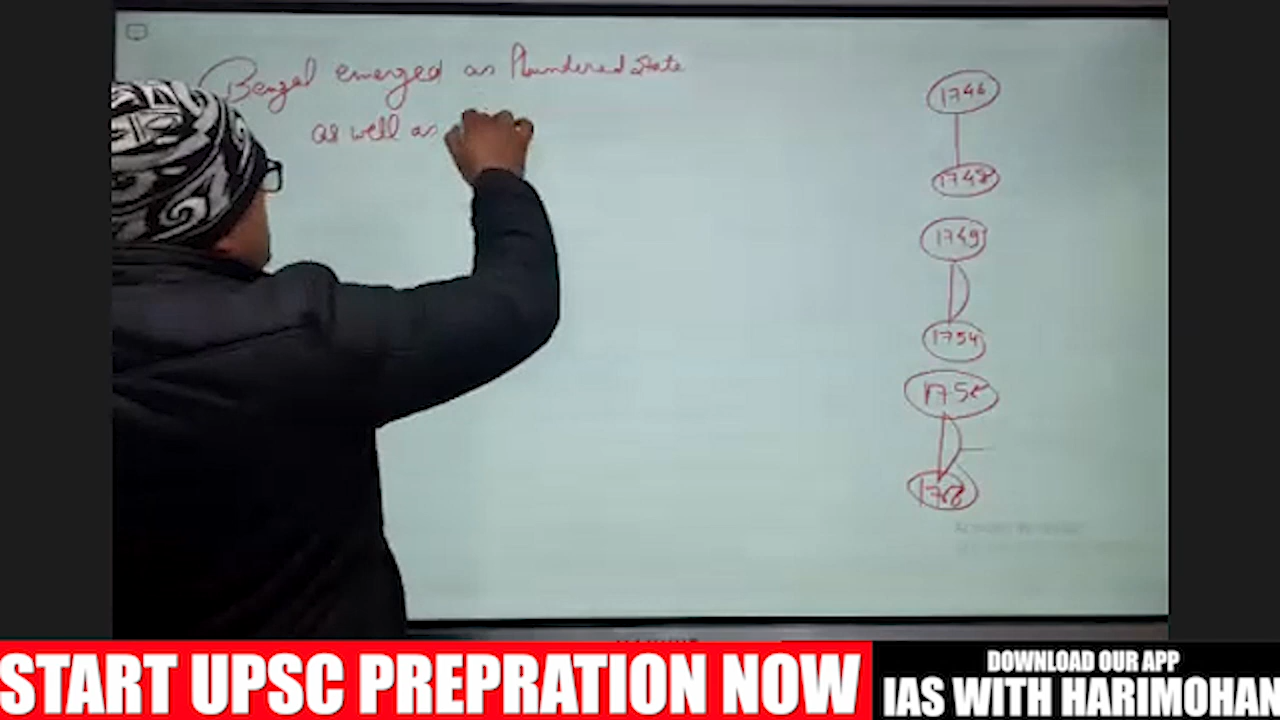 Bengal emerged as Plundered State
as well as
1746
1748
1749
1754
START UPSC PREPRATION NOW
DOWNLOAD OUR APP
IAS WITH HARIMOHAN